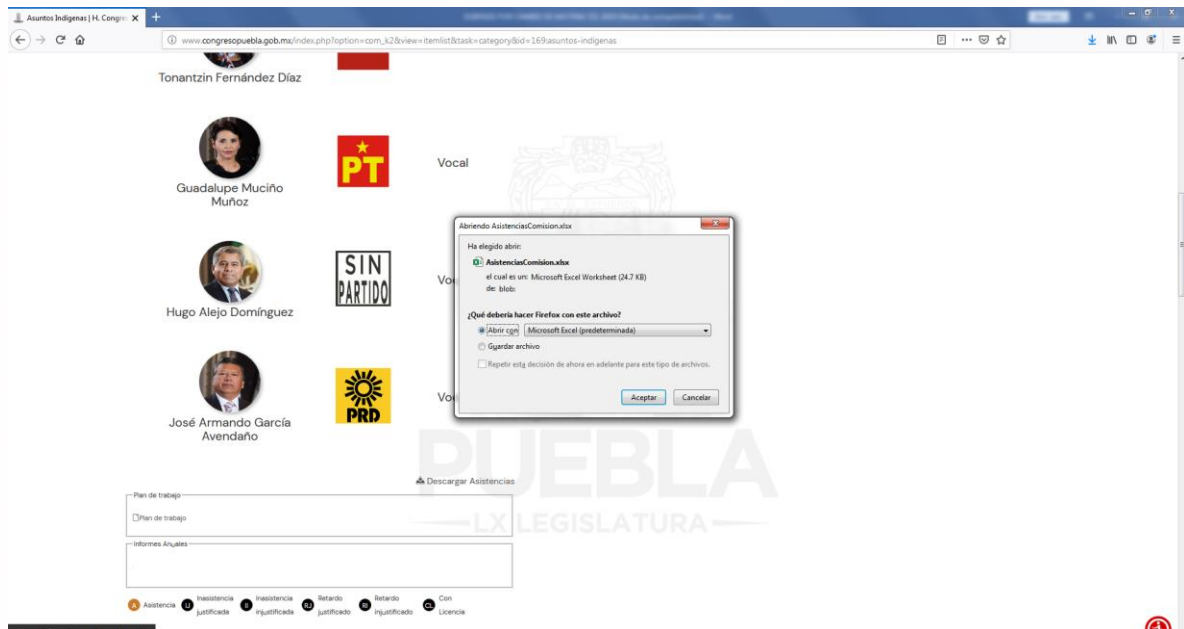 Asuntos Indígenas | H. Congre
www.congresopuebla.gob.mx/index.php?option=com_k2&view=itemlist&task=category&id=169:asuntos-indigenas
Tonantzin Fernández Díaz
PT
Vocal
Guadalupe Muciño
Muñoz
SIN
PARTIDO
Hugo Alejo Domínguez
PRD
José Armando García
Avendaño
Abriendo AsistenciasComision.xlsx
Ha elegido abrir:
AsistenciasComision.xlsx
el cual es un: Microsoft Excel Worksheet (24.7 KB)
de: blob:
¿Qué debería hacer Firefox con este archivo?
Abrir con Microsoft Excel (predeterminada)
Guardar archivo
Repetir esta decisión de ahora en adelante para este tipo de archivos.
Aceptar Cancelar
PUEBLA
LX LEGISLATURA
Descargar Asistencias
Plan de trabajo
Plan de trabajo
Informes Anuales
A Asistencia
IJ Inasistencia justificada
II Inasistencia injustificada
RJ Retardo justificado
RI Retardo injustificado
CL Con Licencia